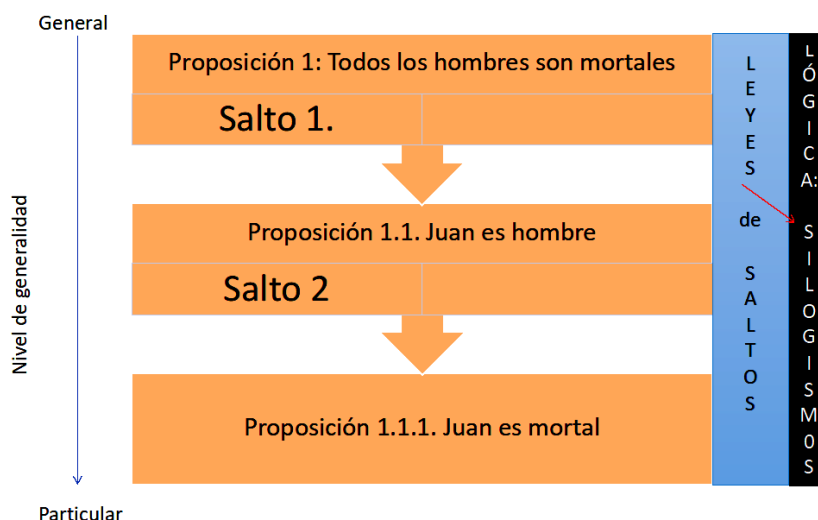 General
Proposición 1: Todos los hombres son mortales
Salto 1.
Proposición 1.1. Juan es hombre
Salto 2
Proposición 1.1.1. Juan es mortal
Nivel de generalidad
Particular
LEYES de SALTOS
LÓGICA: SILOGISM0S